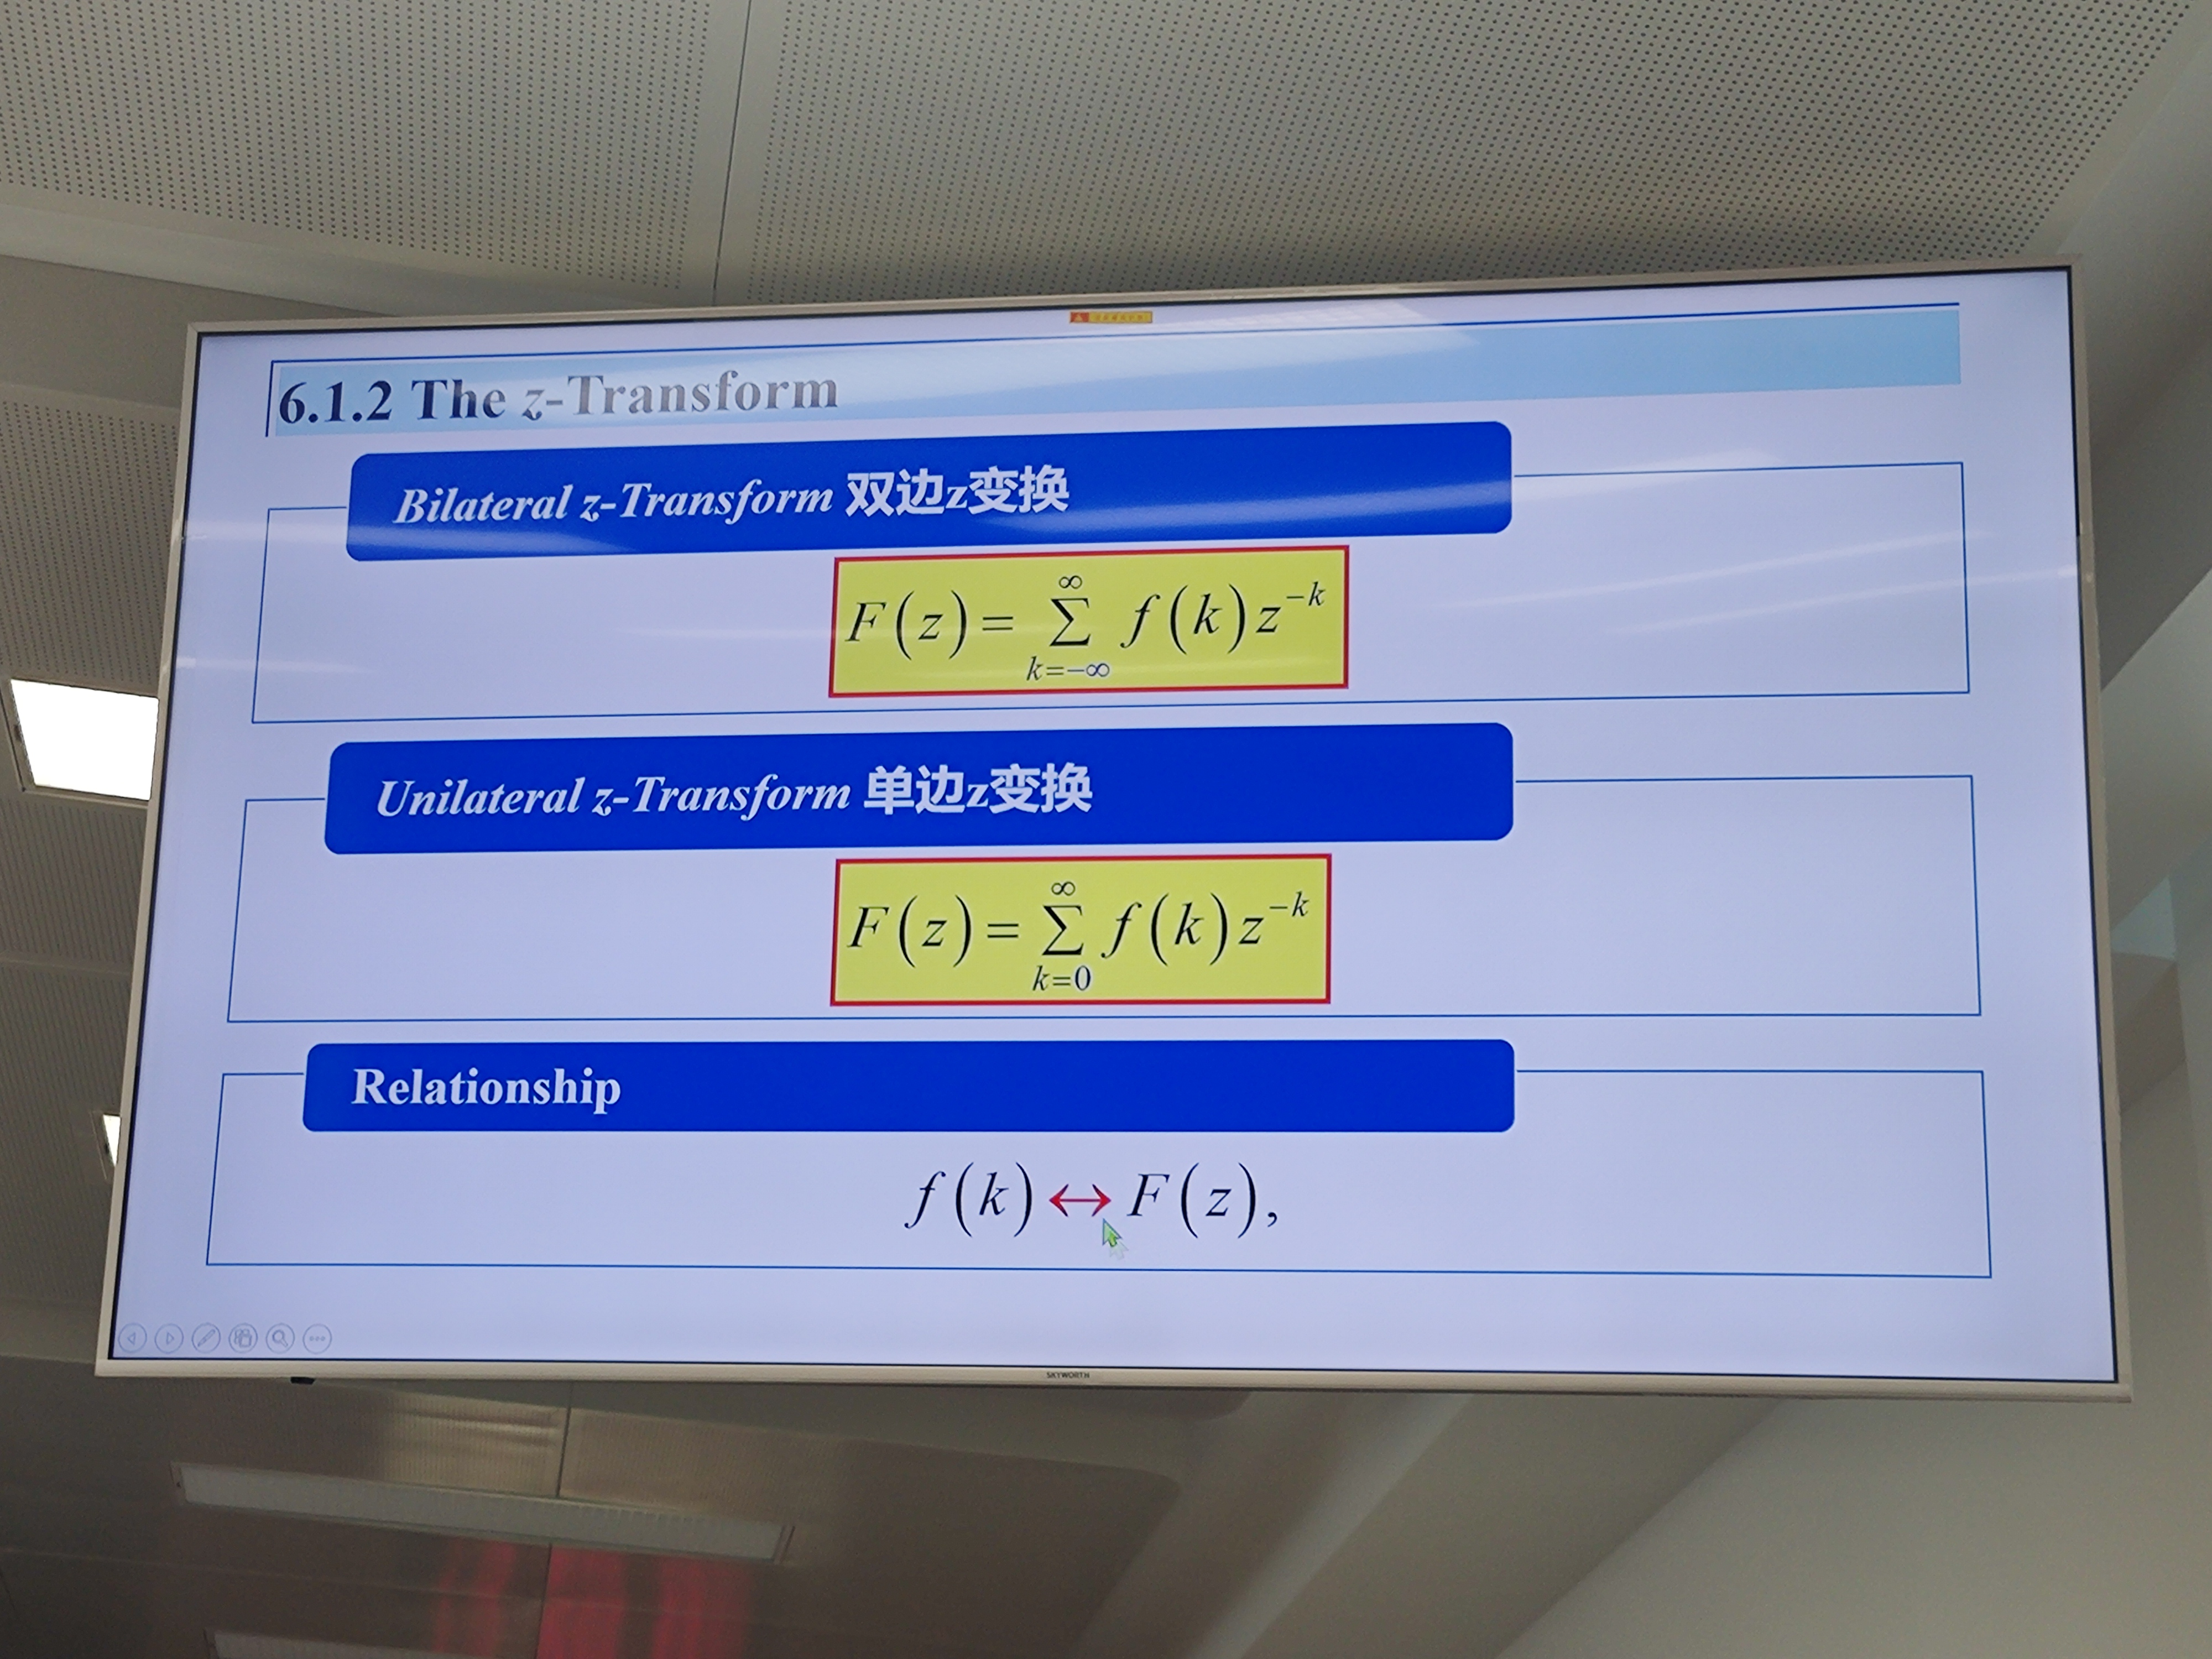 6.1.2 The z-Transform
Bilateral z-Transform 双边z变换
F(z) = ∑_{k=-∞}^{∞} f(k) z^{-k}
Unilateral z-Transform 单边z变换
F(z) = ∑_{k=0}^{∞} f(k) z^{-k}
Relationship
f(k) ↔ F(z),
SKYWORTH